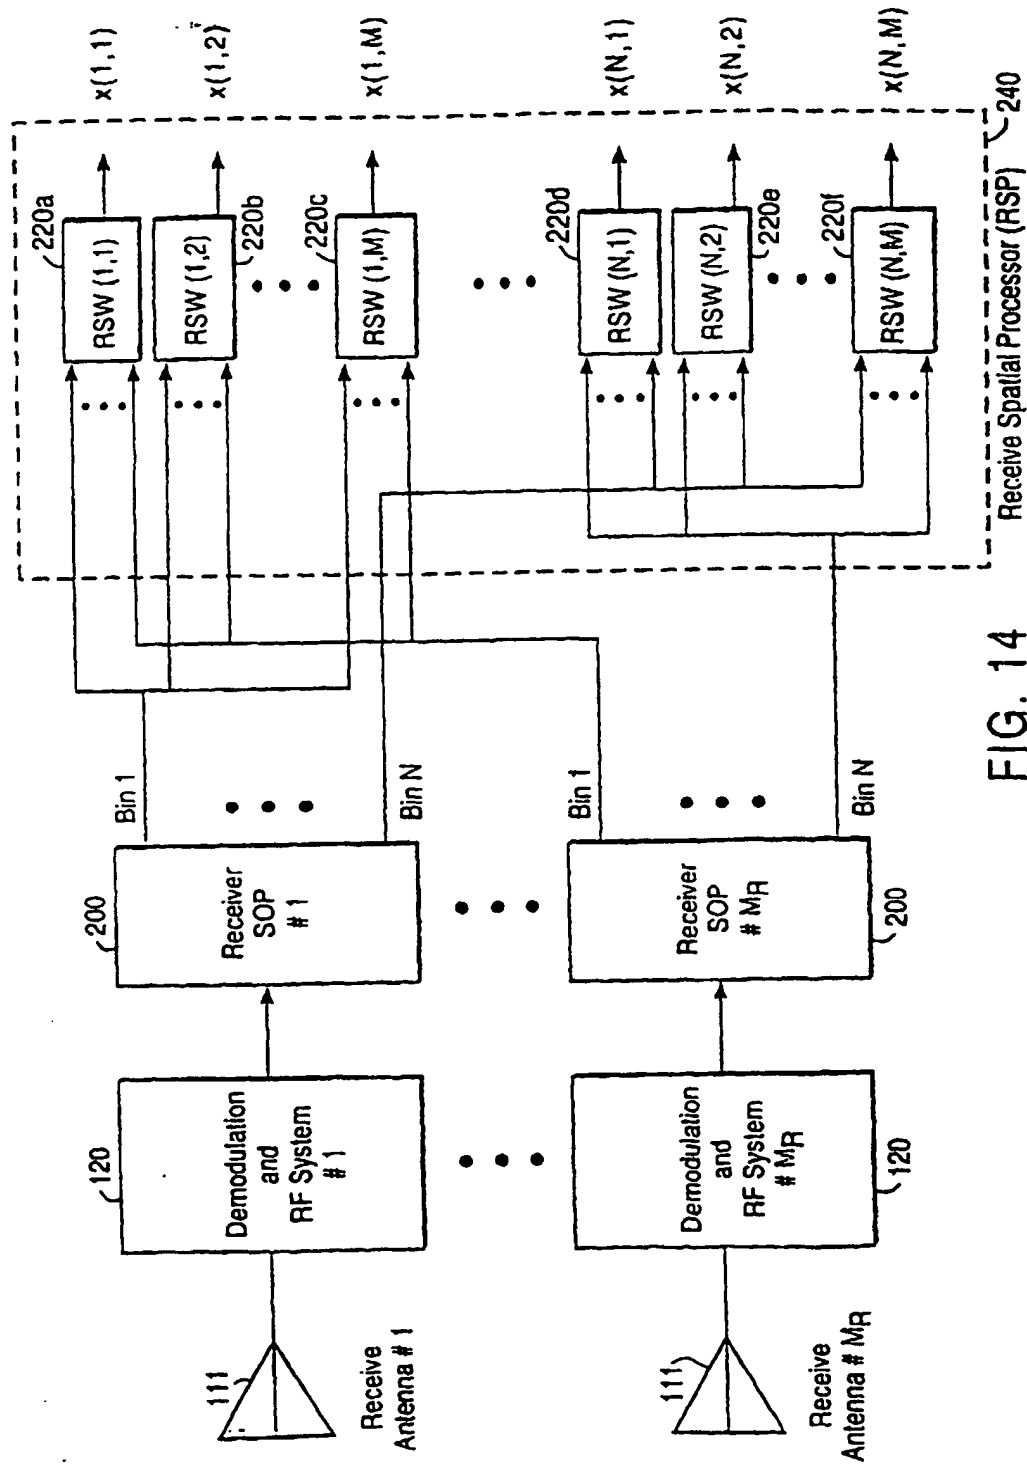 111
Receive
Antenna # 1
120
Demodulation
and
RF System
# 1
200
Receiver
SOP
# 1
Bin 1
Bin N
111
Receive
Antenna # MR
120
Demodulation
and
RF System
# MR
200
Receiver
SOP
# MR
Bin 1
Bin N
220a
RSW (1,1)
x(1,1)
RSW (1,2)
220b
x(1,2)
220c
RSW (1,M)
x(1,M)
220d
RSW (N,1)
x(N,1)
RSW (N,2)
220e
x(N,2)
220f
RSW (N,M)
x(N,M)
240
Receive Spatial Processor (RSP)
FIG. 14